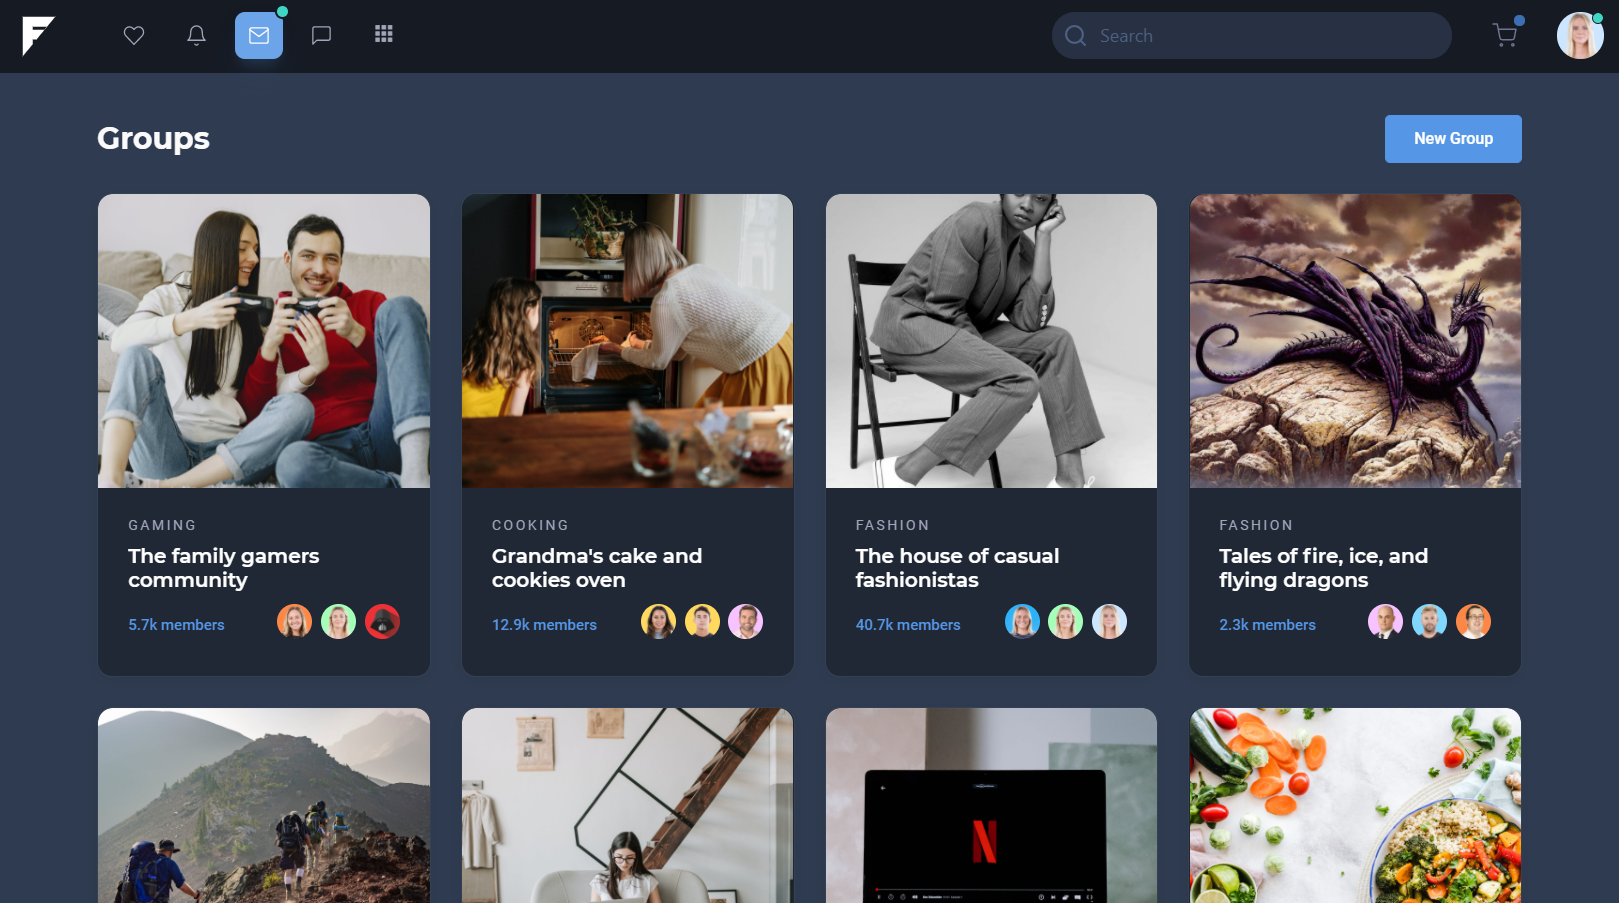 Search
Groups
New Group
GAMING
The family gamers
community
5.7k members
COOKING
Grandma's cake and
cookies oven
12.9k members
FASHION
The house of casual
fashionistas
40.7k members
FASHION
Tales of fire, ice, and
flying dragons
2.3k members
N